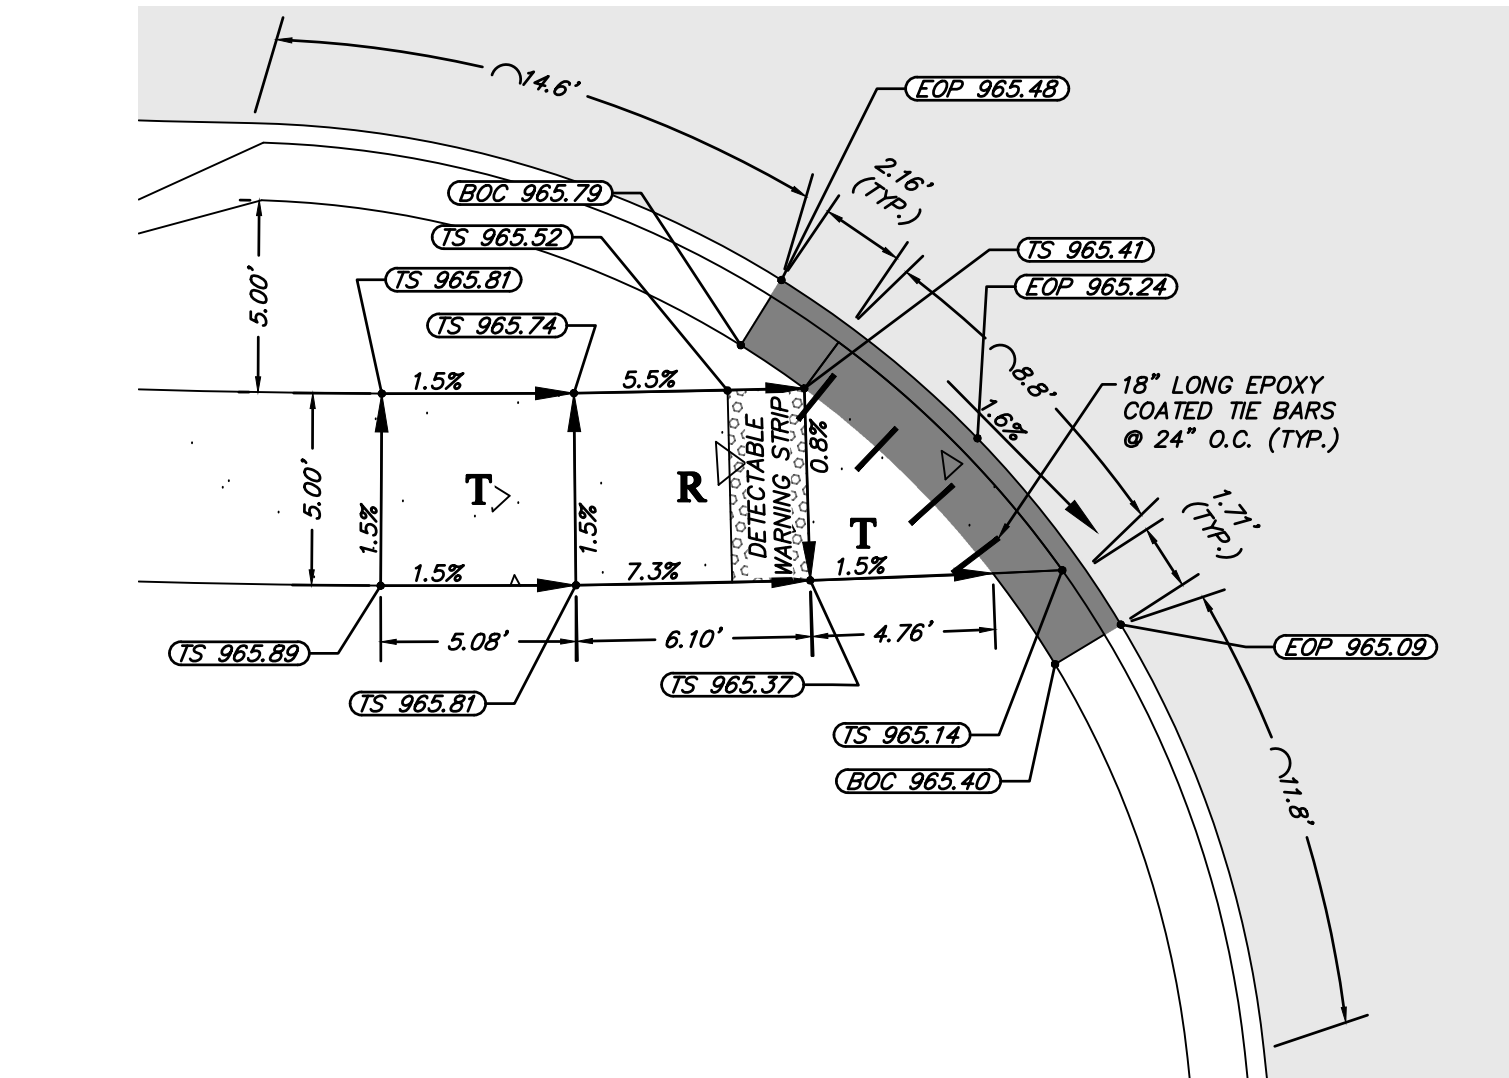 14.6'
EOP 965.48
2.16'
(TYP.)
BOC 965.79
TS 965.52
TS 965.41
TS 965.81
EOP 965.24
5.00'
TS 965.74
8.8'
1.5%
5.5%
18" LONG EPOXY
COATED TIE BARS
@ 24" O.C. (TYP.)
1.6%
DETECTABLE
WARNING STRIP
0.8%
5.00'
T
R
T
1.5%
1.5%
1.71'
(TYP.)
1.5%
7.3%
1.5%
5.08'
6.10'
4.76'
TS 965.89
EOP 965.09
TS 965.81
TS 965.37
TS 965.14
BOC 965.40
11.8'